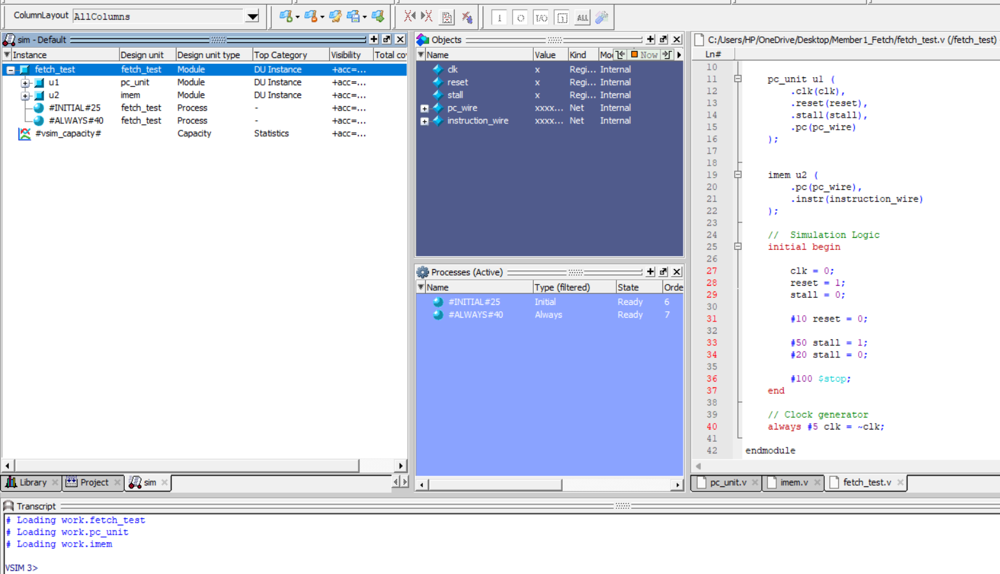 ColumnLayout AllColumns
I O I/O ALL
sim - Default
Instance Design unit Design unit type Top Category Visibility Total co
fetch_test fetch_test Module DU Instance +acc=...
u1 pc_unit Module DU Instance +acc=...
u2 imem Module DU Instance +acc=...
#INITIAL#25 fetch_test Process - +acc=...
#ALWAYS#40 fetch_test Process - +acc=...
#vsim_capacity# Capacity Statistics +acc=...
Library Project sim
Objects
Name Value Kind Mo Now
clk x Regi... Internal
reset x Regi... Internal
stall x Regi... Internal
pc_wire xxxx... Net Internal
instruction_wire xxxx... Net Internal
Processes (Active)
Name Type (filtered) State Orde
#INITIAL#25 Initial Ready 6
#ALWAYS#40 Always Ready 7
C:/Users/HP/OneDrive/Desktop/Member1_Fetch/fetch_test.v (/fetch_test)
Ln#
10
11 pc_unit u1 (
12 .clk(clk),
13 .reset(reset),
14 .stall(stall),
15 .pc(pc_wire)
16 );
17
18
19 imem u2 (
20 .pc(pc_wire),
21 .instr(instruction_wire)
22 );
23
24 // Simulation Logic
25 initial begin
26
27 clk = 0;
28 reset = 1;
29 stall = 0;
30
31 #10 reset = 0;
32
33 #50 stall = 1;
34 #20 stall = 0;
35
36 #100 $stop;
37 end
38
39 // Clock generator
40 always #5 clk = ~clk;
41
42 endmodule
pc_unit.v imem.v fetch_test.v
Transcript
# Loading work.fetch_test
# Loading work.pc_unit
# Loading work.imem
VSIM 3>